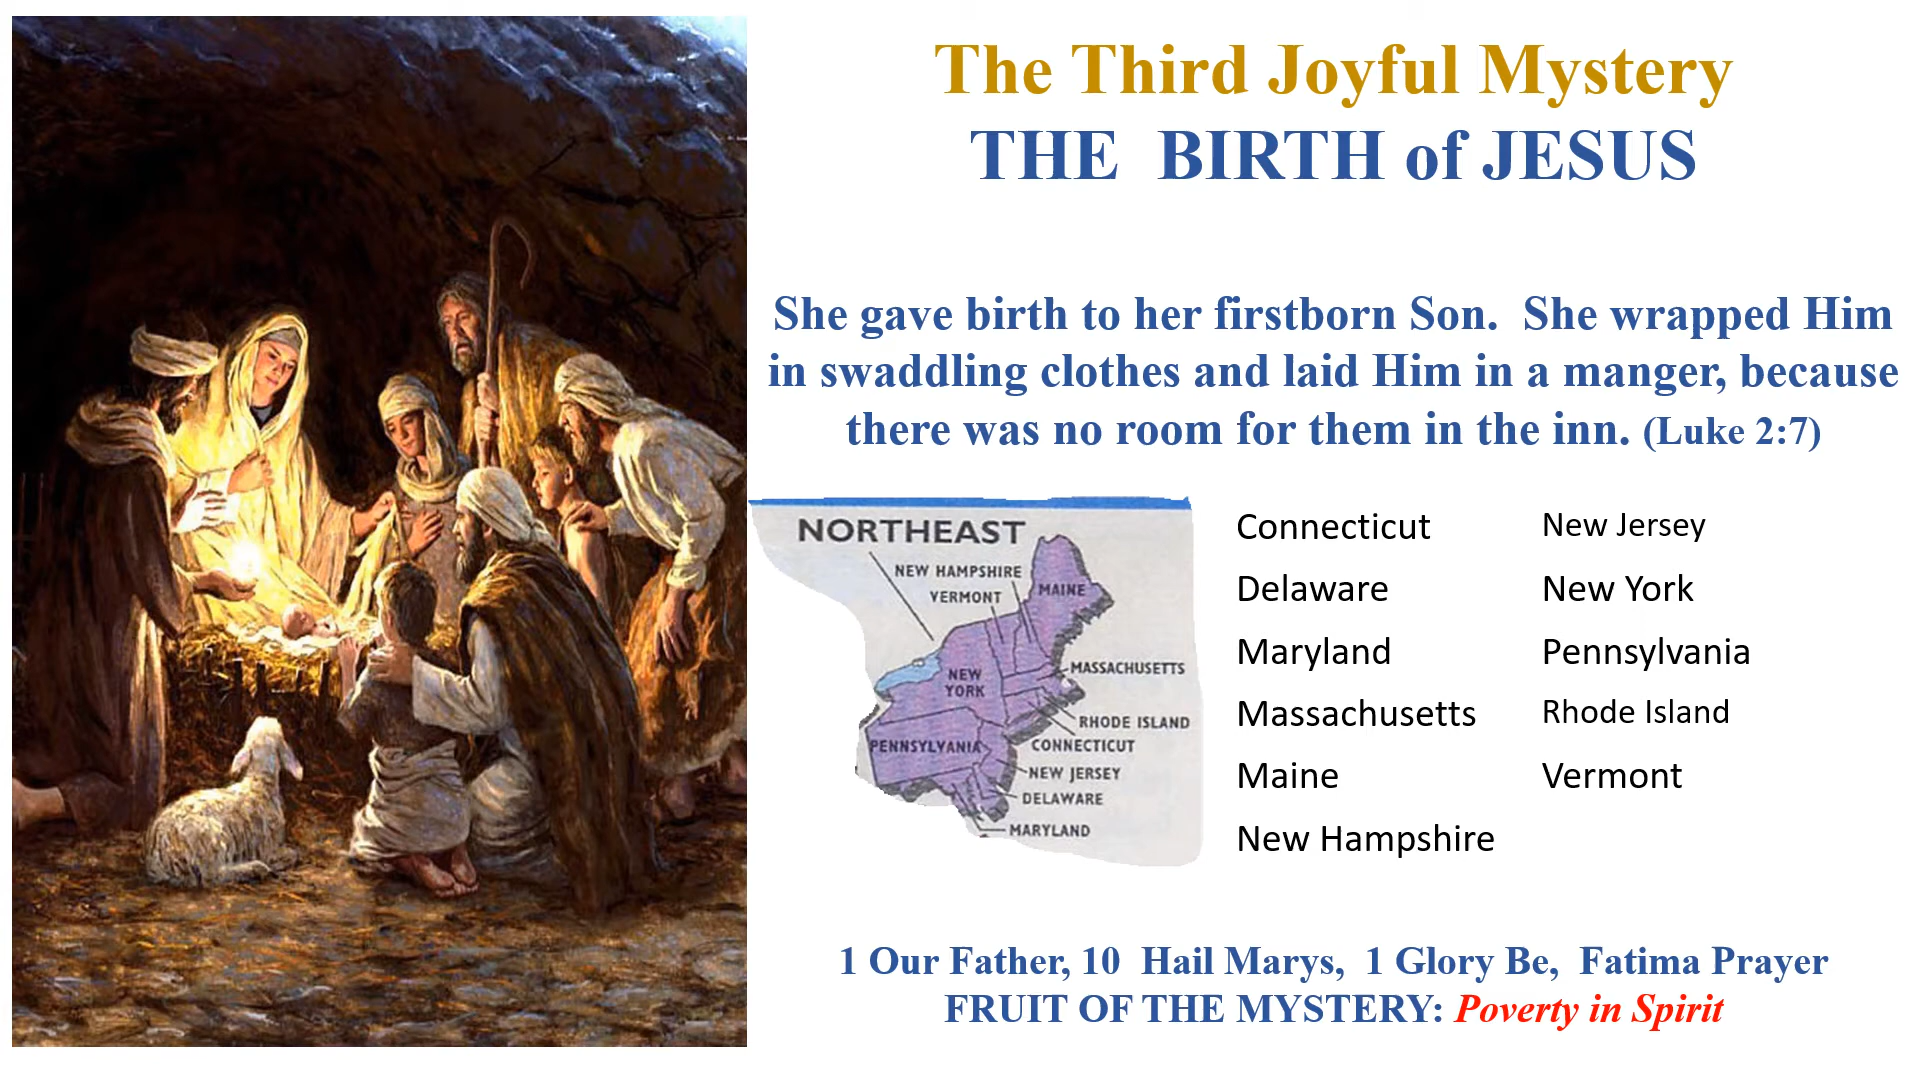 The Third Joyful Mystery
THE BIRTH of JESUS
She gave birth to her firstborn Son. She wrapped Him
in swaddling clothes and laid Him in a manger, because
there was no room for them in the inn. (Luke 2:7)
NORTHEAST
NEW HAMPSHIRE
MAINE
VERMONT
MASSACHUSETTS
NEW
YORK
RHODE ISLAND
PENNSYLVANIA
CONNECTICUT
NEW JERSEY
DELAWARE
MARYLAND
Connecticut
Delaware
Maryland
Massachusetts
Maine
New Hampshire
New Jersey
New York
Pennsylvania
Rhode Island
Vermont
1 Our Father, 10 Hail Marys, 1 Glory Be, Fatima Prayer
FRUIT OF THE MYSTERY: Poverty in Spirit